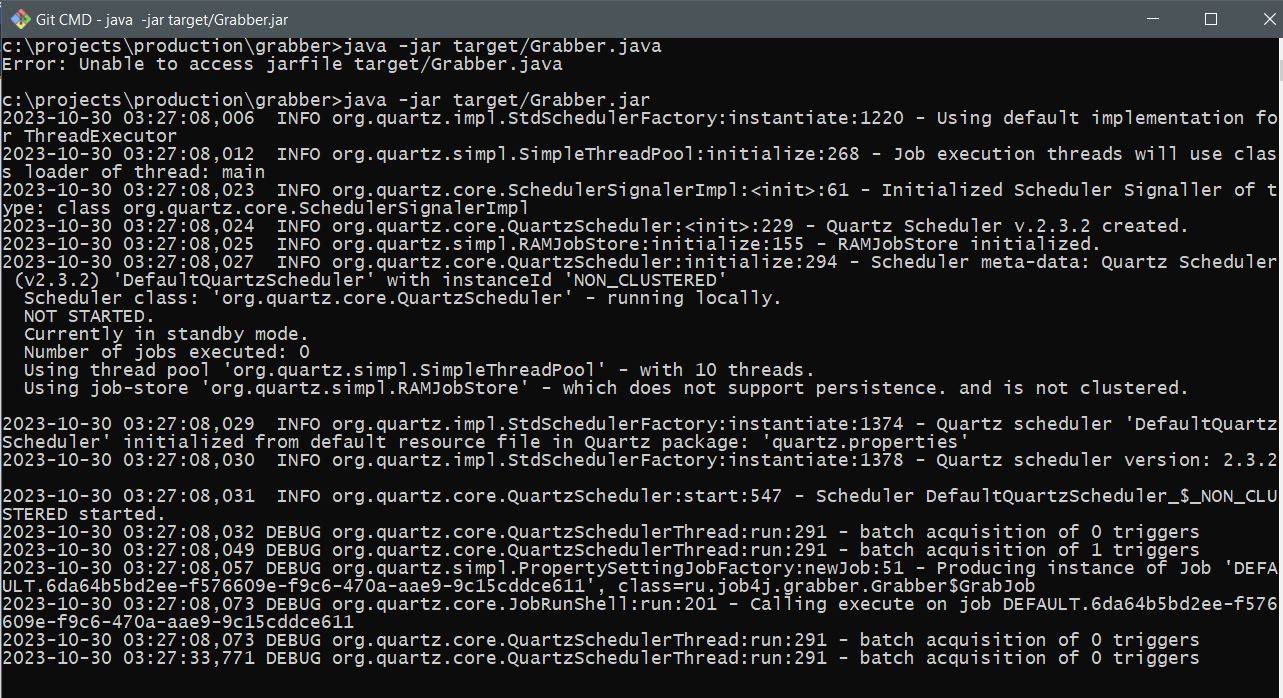 Git CMD - java  -jar target/Grabber.jar
c:\projects\production\grabber>java -jar target/Grabber.java
Error: Unable to access jarfile target/Grabber.java
c:\projects\production\grabber>java -jar target/Grabber.jar
2023-10-30 03:27:08,006  INFO org.quartz.impl.StdSchedulerFactory:instantiate:1220 - Using default implementation fo
r ThreadExecutor
2023-10-30 03:27:08,012  INFO org.quartz.simpl.SimpleThreadPool:initialize:268 - Job execution threads will use clas
s loader of thread: main
2023-10-30 03:27:08,023  INFO org.quartz.core.SchedulerSignalerImpl:<init>:61 - Initialized Scheduler Signaller of t
ype: class org.quartz.core.SchedulerSignalerImpl
2023-10-30 03:27:08,024  INFO org.quartz.core.QuartzScheduler:<init>:229 - Quartz Scheduler v.2.3.2 created.
2023-10-30 03:27:08,025  INFO org.quartz.simpl.RAMJobStore:initialize:155 - RAMJobStore initialized.
2023-10-30 03:27:08,027  INFO org.quartz.core.QuartzScheduler:initialize:294 - Scheduler meta-data: Quartz Scheduler
 (v2.3.2) 'DefaultQuartzScheduler' with instanceId 'NON_CLUSTERED'
  Scheduler class: 'org.quartz.core.QuartzScheduler' - running locally.
  NOT STARTED.
  Currently in standby mode.
  Number of jobs executed: 0
  Using thread pool 'org.quartz.simpl.SimpleThreadPool' - with 10 threads.
  Using job-store 'org.quartz.simpl.RAMJobStore' - which does not support persistence. and is not clustered.
2023-10-30 03:27:08,029  INFO org.quartz.impl.StdSchedulerFactory:instantiate:1374 - Quartz scheduler 'DefaultQuartz
Scheduler' initialized from default resource file in Quartz package: 'quartz.properties'
2023-10-30 03:27:08,030  INFO org.quartz.impl.StdSchedulerFactory:instantiate:1378 - Quartz scheduler version: 2.3.2
2023-10-30 03:27:08,031  INFO org.quartz.core.QuartzScheduler:start:547 - Scheduler DefaultQuartzScheduler_$_NON_CLU
STERED started.
2023-10-30 03:27:08,032 DEBUG org.quartz.core.QuartzSchedulerThread:run:291 - batch acquisition of 0 triggers
2023-10-30 03:27:08,049 DEBUG org.quartz.core.QuartzSchedulerThread:run:291 - batch acquisition of 1 triggers
2023-10-30 03:27:08,057 DEBUG org.quartz.simpl.PropertySettingJobFactory:newJob:51 - Producing instance of Job 'DEFA
ULT.6da64b5bd2ee-f576609e-f9c6-470a-aae9-9c15cddce611', class=ru.job4j.grabber.Grabber$GrabJob
2023-10-30 03:27:08,073 DEBUG org.quartz.core.JobRunShell:run:201 - Calling execute on job DEFAULT.6da64b5bd2ee-f576
609e-f9c6-470a-aae9-9c15cddce611
2023-10-30 03:27:08,073 DEBUG org.quartz.core.QuartzSchedulerThread:run:291 - batch acquisition of 0 triggers
2023-10-30 03:27:33,771 DEBUG org.quartz.core.QuartzSchedulerThread:run:291 - batch acquisition of 0 triggers